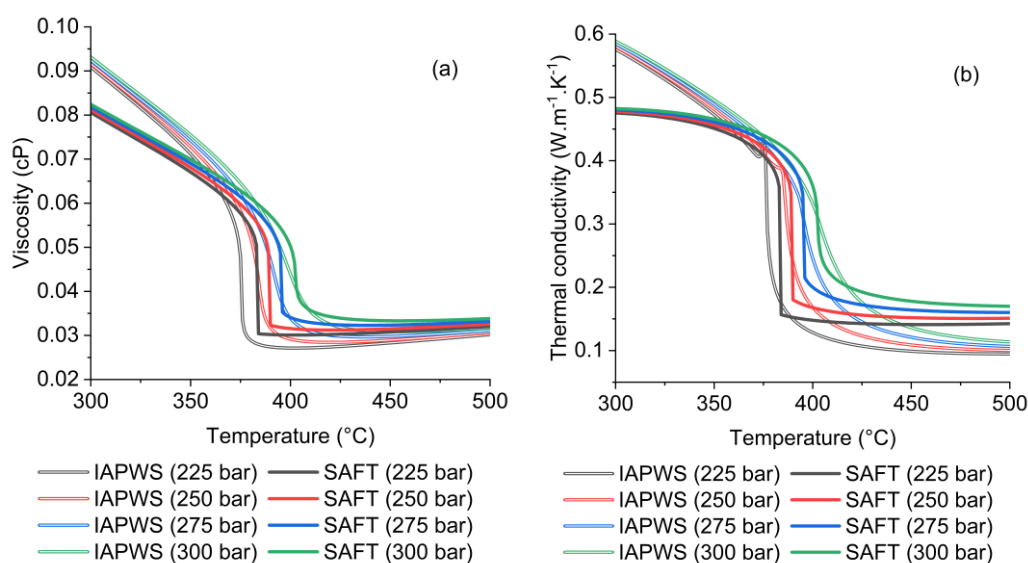 0.10
0.09
0.08
0.07
0.06
0.05
0.04
0.03
0.02
Viscosity (cP)
(a)
300 350 400 450 500
Temperature (°C)
IAPWS (225 bar) SAFT (225 bar)
IAPWS (250 bar) SAFT (250 bar)
IAPWS (275 bar) SAFT (275 bar)
IAPWS (300 bar) SAFT (300 bar)
0.6
0.5
0.4
0.3
0.2
0.1
Thermal conductivity (W.m⁻¹.K⁻¹)
(b)
300 350 400 450 500
Temperature (°C)
IAPWS (225 bar) SAFT (225 bar)
IAPWS (250 bar) SAFT (250 bar)
IAPWS (275 bar) SAFT (275 bar)
IAPWS (300 bar) SAFT (300 bar)